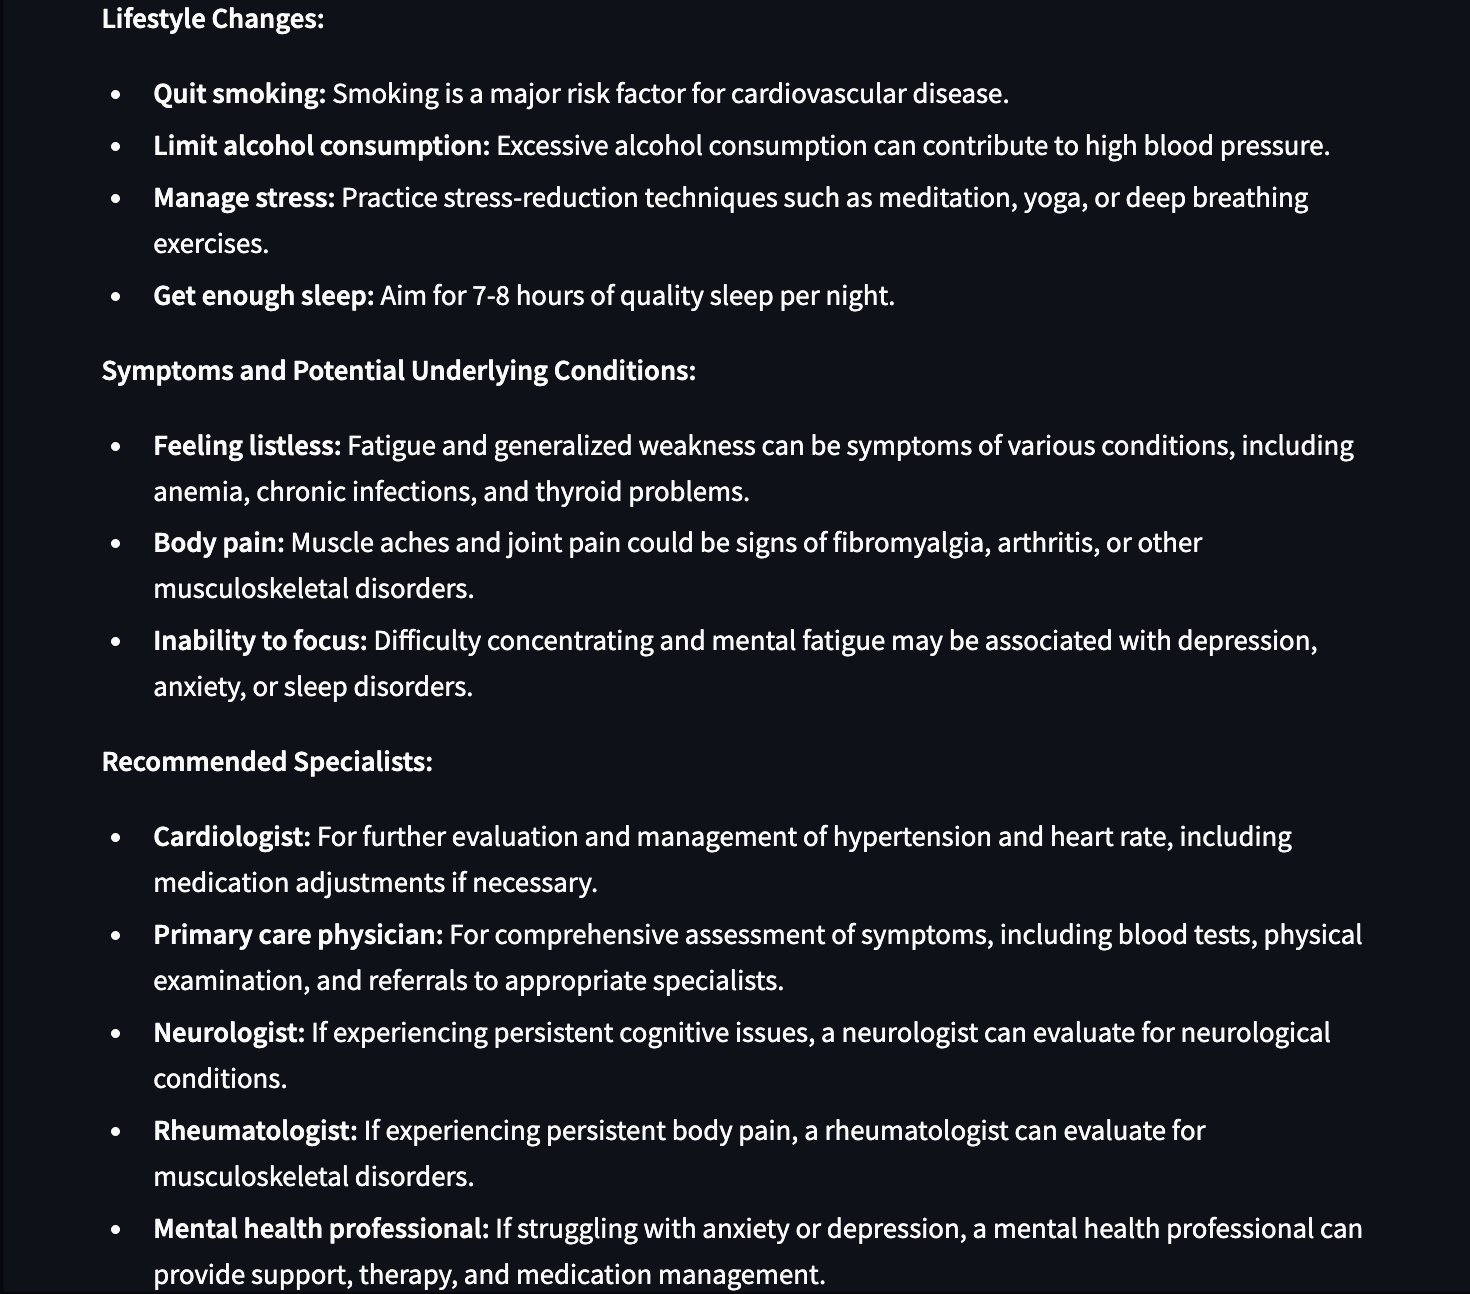 Lifestyle Changes:
• Quit smoking: Smoking is a major risk factor for cardiovascular disease.
• Limit alcohol consumption: Excessive alcohol consumption can contribute to high blood pressure.
• Manage stress: Practice stress-reduction techniques such as meditation, yoga, or deep breathing
exercises.
• Get enough sleep: Aim for 7-8 hours of quality sleep per night.
Symptoms and Potential Underlying Conditions:
• Feeling listless: Fatigue and generalized weakness can be symptoms of various conditions, including
anemia, chronic infections, and thyroid problems.
• Body pain: Muscle aches and joint pain could be signs of fibromyalgia, arthritis, or other
musculoskeletal disorders.
• Inability to focus: Difficulty concentrating and mental fatigue may be associated with depression,
anxiety, or sleep disorders.
Recommended Specialists:
• Cardiologist: For further evaluation and management of hypertension and heart rate, including
medication adjustments if necessary.
• Primary care physician: For comprehensive assessment of symptoms, including blood tests, physical
examination, and referrals to appropriate specialists.
• Neurologist: If experiencing persistent cognitive issues, a neurologist can evaluate for neurological
conditions.
• Rheumatologist: If experiencing persistent body pain, a rheumatologist can evaluate for
musculoskeletal disorders.
• Mental health professional: If struggling with anxiety or depression, a mental health professional can
provide support, therapy, and medication management.